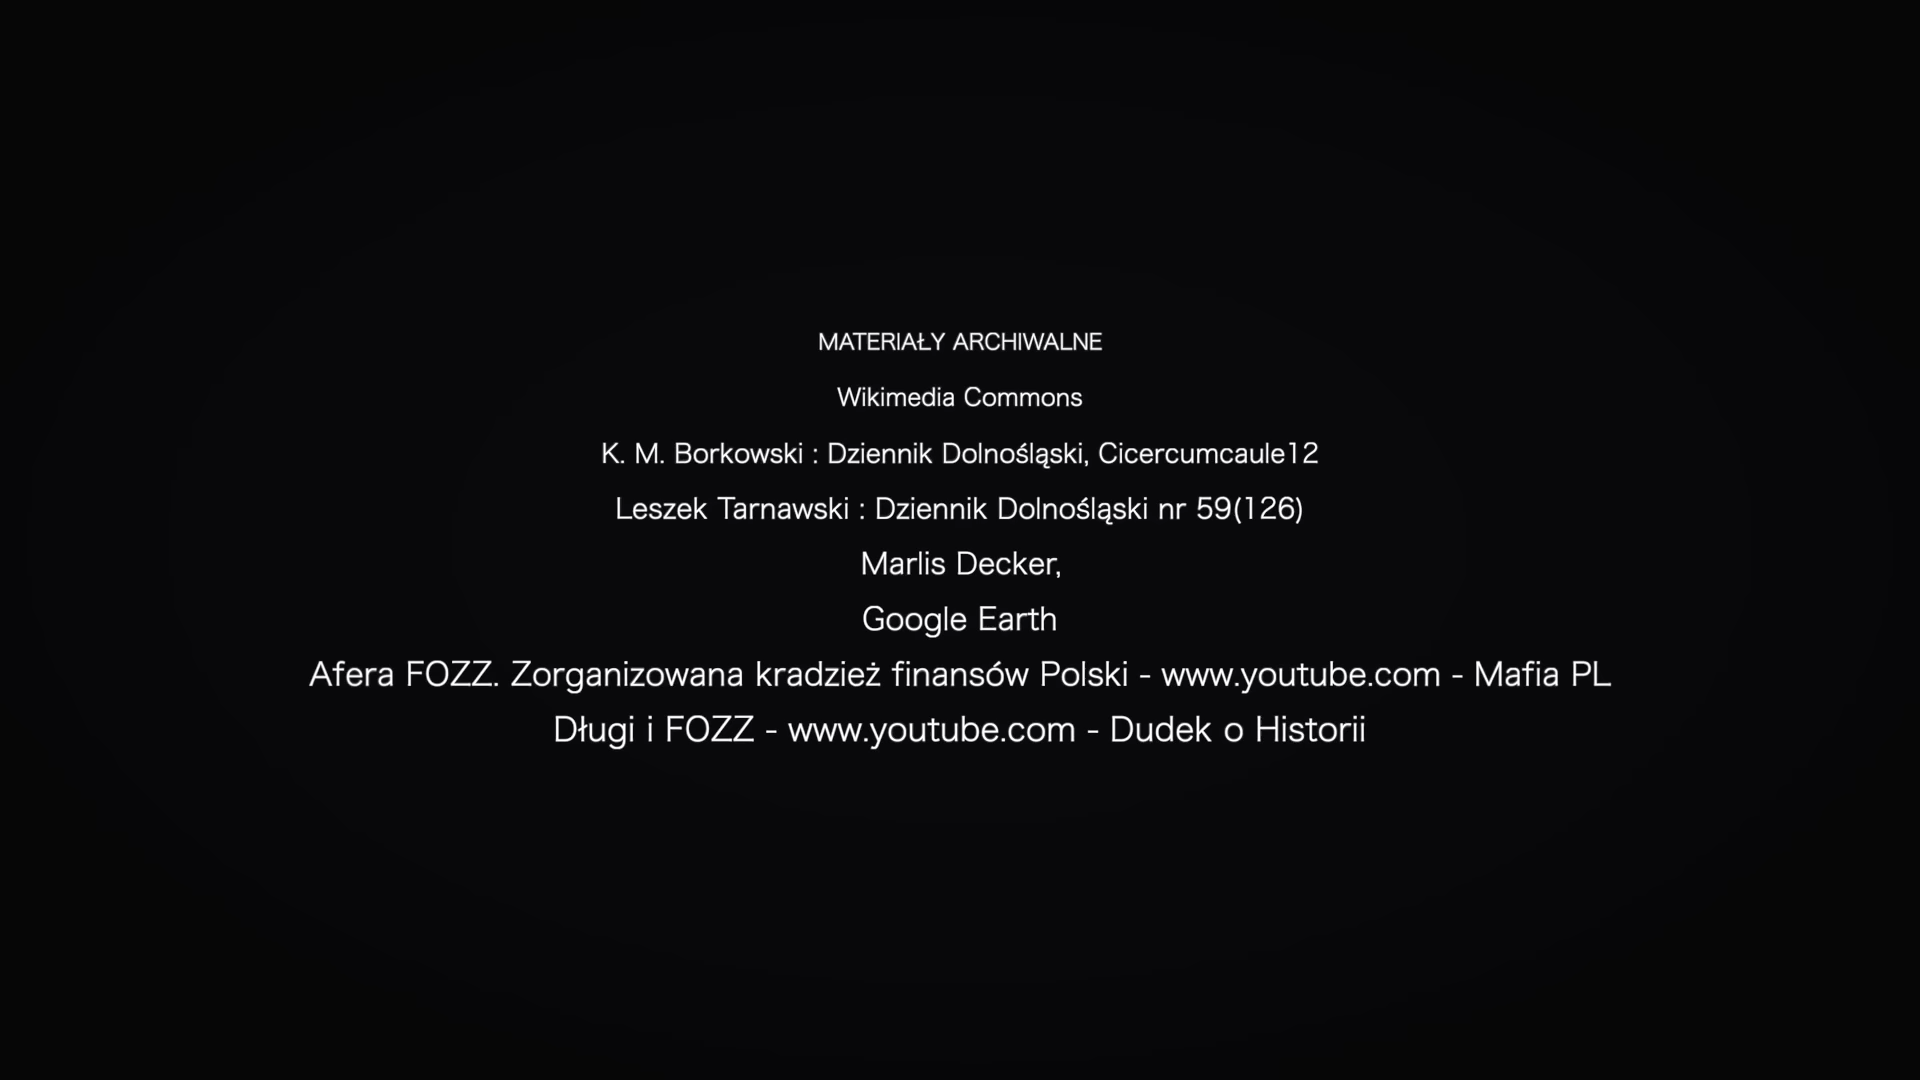 MATERIAŁY ARCHIWALNE
Wikimedia Commons
K. M. Borkowski : Dziennik Dolnośląski, Cicercumcaule12
Leszek Tarnawski : Dziennik Dolnośląski nr 59(126)
Marlis Decker,
Google Earth
Afera FOZZ. Zorganizowana kradzież finansów Polski - www.youtube.com - Mafia PL
Długi i FOZZ - www.youtube.com - Dudek o Historii